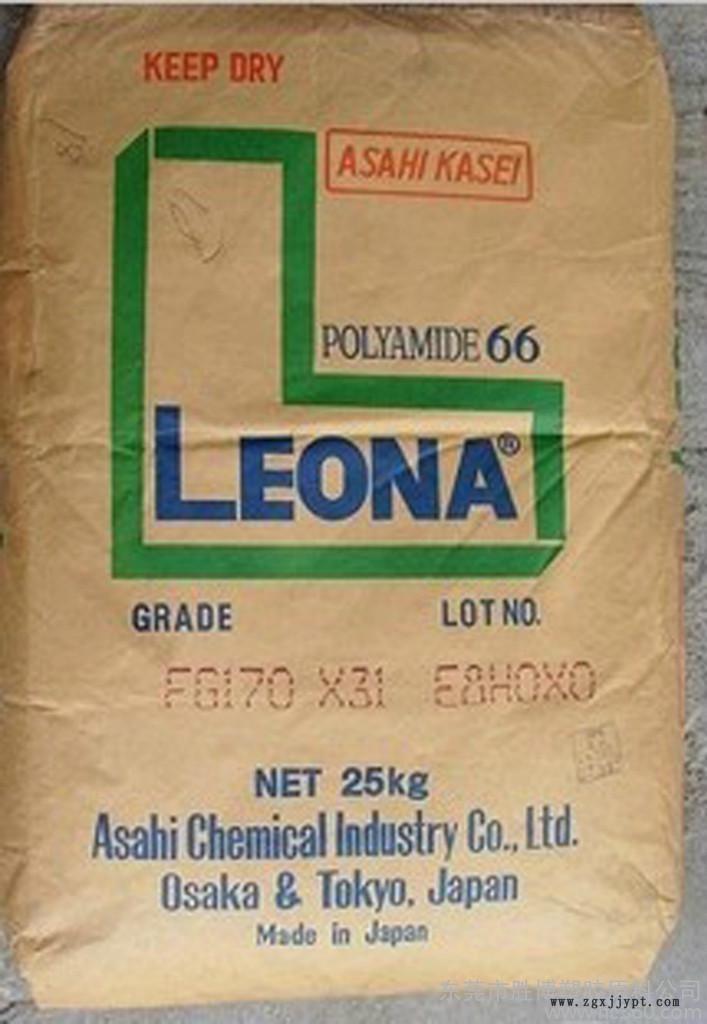 KEEP DRY
ASAHI KASEI
POLYAMIDE 66
LEONA®
GRADE LOT NO.
FG170 X31 E8H0X0
NET 25kg
Asahi Chemical Industry Co., Ltd.
Osaka & Tokyo, Japan
Made in Japan
www.zgxjjypt.com